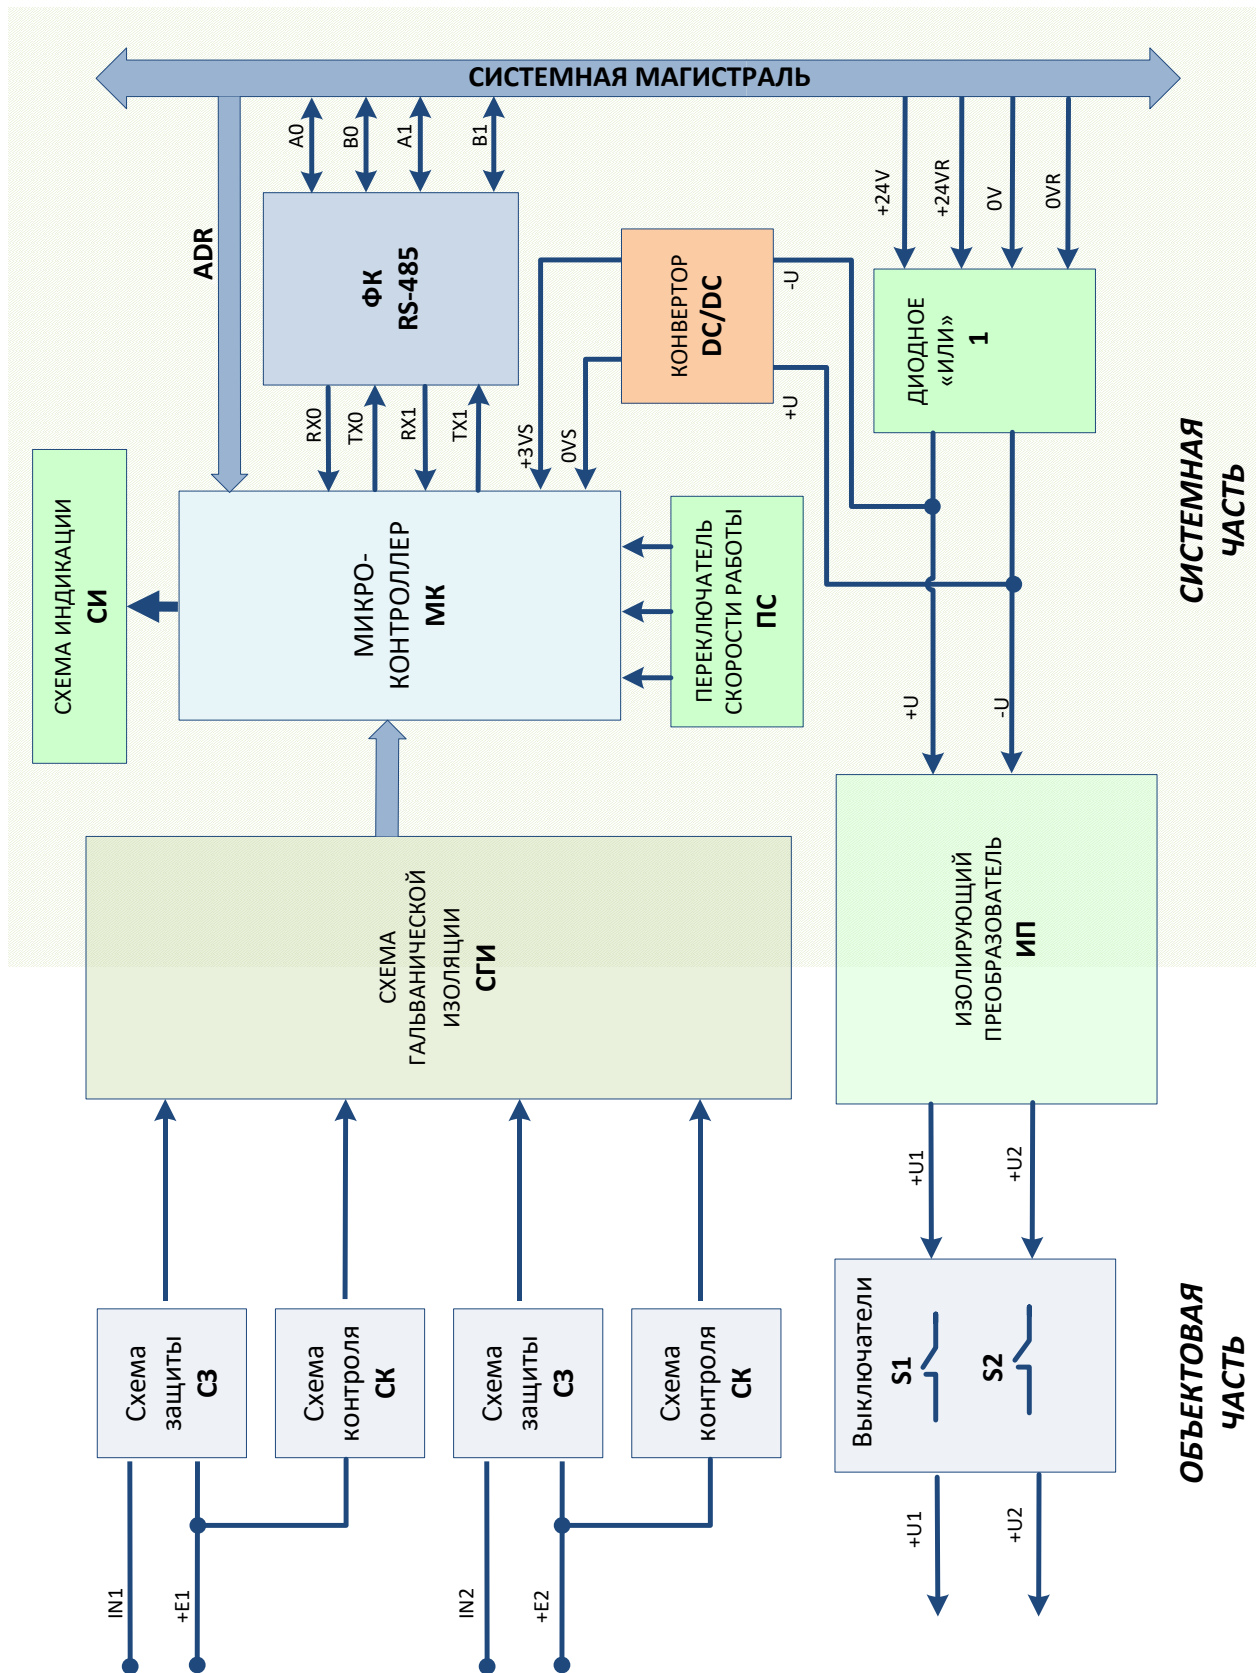 СИСТЕМНАЯ МАГИСТРАЛЬ
A0
B0
A1
B1
+24V
+24VR
0V
0VR
ADR
ФК
RS-485
КОНВЕРТОР
DC/DC
-U
+U
ДИОДНОЕ
«ИЛИ»
1
RX0
TX0
RX1
TX1
+3VS
0VS
СХЕМА ИНДИКАЦИИ
СИ
МИКРО-
КОНТРОЛЛЕР
МК
ПЕРЕКЛЮЧАТЕЛЬ
СКОРОСТИ РАБОТЫ
ПС
СИСТЕМНАЯ
ЧАСТЬ
+U
-U
СХЕМА
ГАЛЬВАНИЧЕСКОЙ
ИЗОЛЯЦИИ
СГИ
ИЗОЛИРУЮЩИЙ
ПРЕОБРАЗОВАТЕЛЬ
ИП
+U1
+U2
Схема
защиты
СЗ
Схема
контроля
СК
Схема
защиты
СЗ
Схема
контроля
СК
Выключатели
S1
S2
ОБЪЕКТОВАЯ
ЧАСТЬ
IN1
+E1
IN2
+E2
+U1
+U2